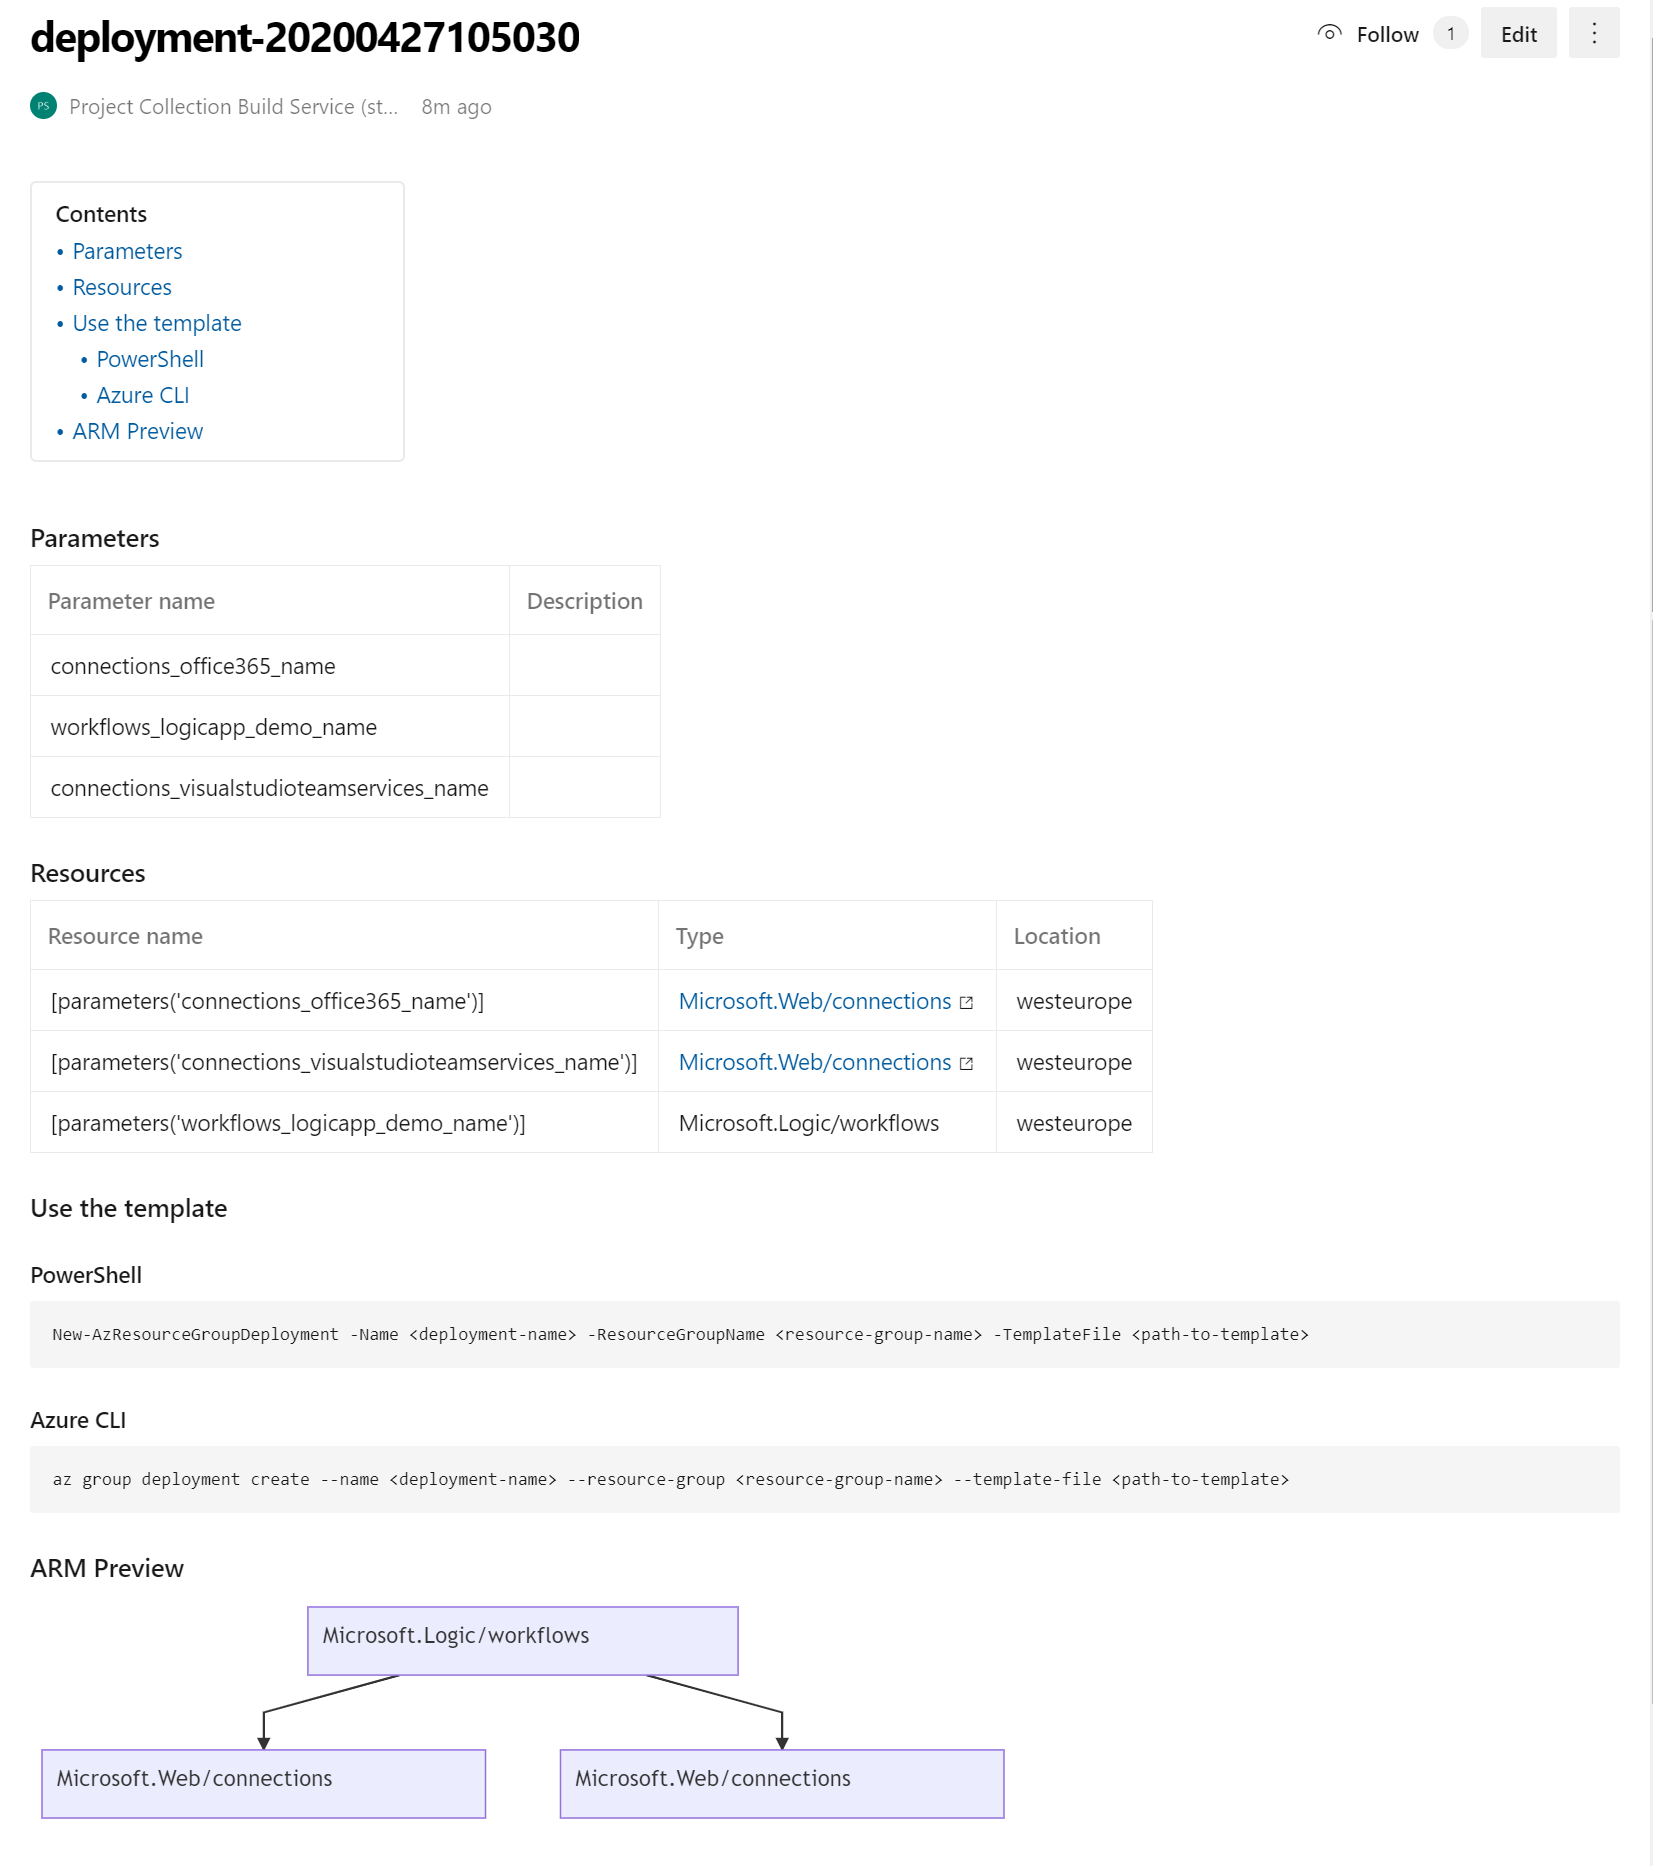 deployment-20200427105030
Follow 1 Edit
PS Project Collection Build Service (st... 8m ago
Contents
• Parameters
• Resources
• Use the template
• PowerShell
• Azure CLI
• ARM Preview
Parameters
Parameter name Description
connections_office365_name
workflows_logicapp_demo_name
connections_visualstudioteamservices_name
Resources
Resource name Type Location
[parameters('connections_office365_name')] Microsoft.Web/connections westeurope
[parameters('connections_visualstudioteamservices_name')] Microsoft.Web/connections westeurope
[parameters('workflows_logicapp_demo_name')] Microsoft.Logic/workflows westeurope
Use the template
PowerShell
New-AzResourceGroupDeployment -Name <deployment-name> -ResourceGroupName <resource-group-name> -TemplateFile <path-to-template>
Azure CLI
az group deployment create --name <deployment-name> --resource-group <resource-group-name> --template-file <path-to-template>
ARM Preview
Microsoft.Logic/workflows
Microsoft.Web/connections Microsoft.Web/connections